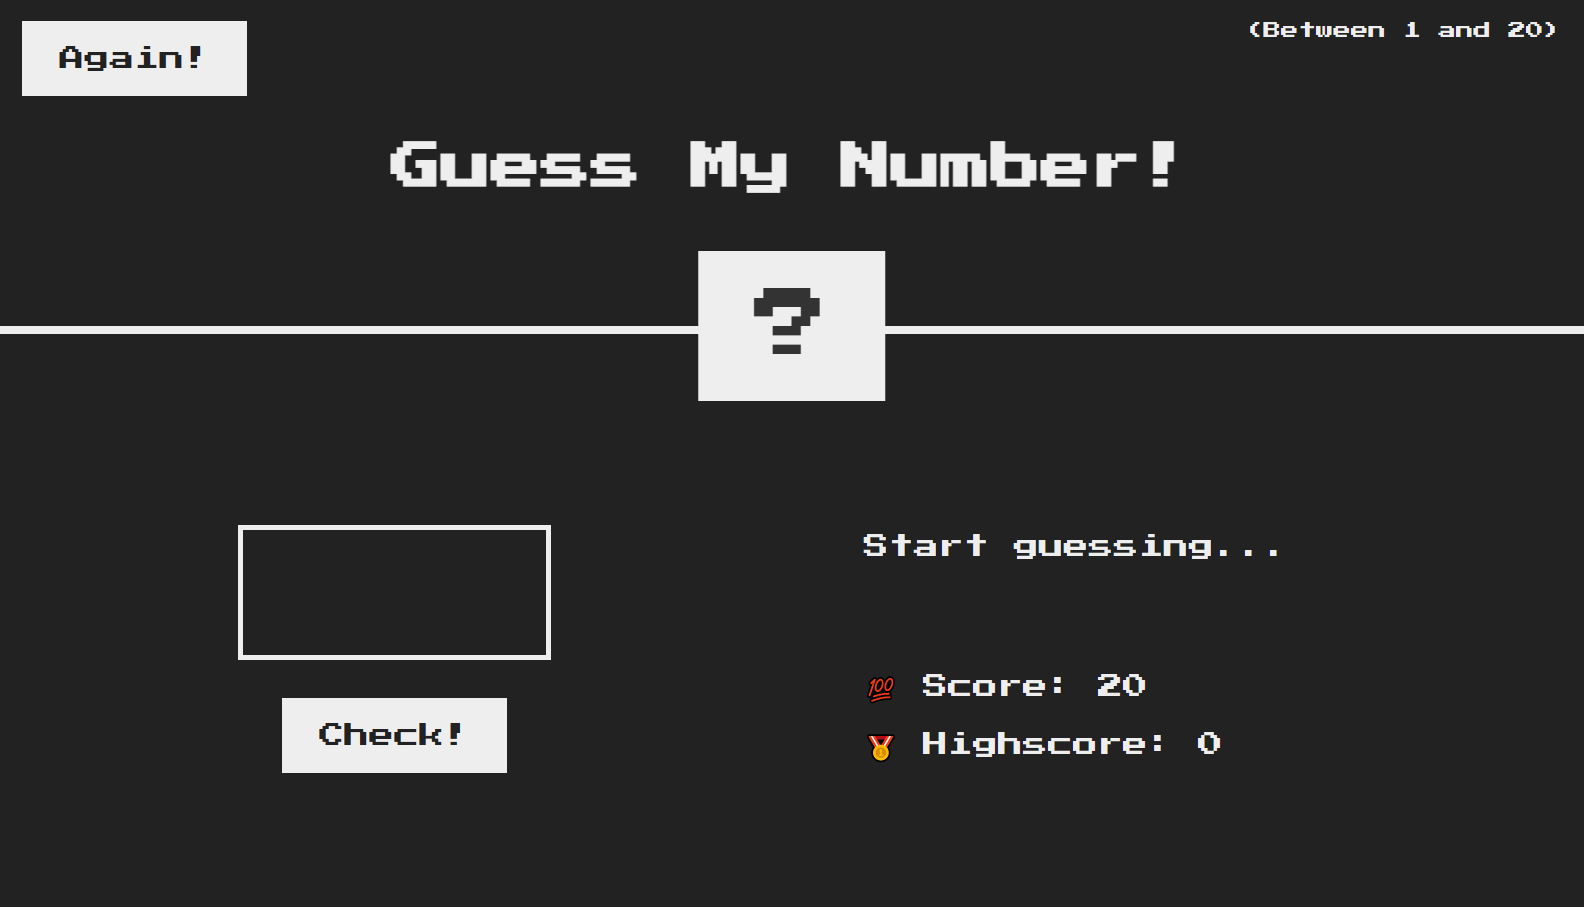 Again!
(Between 1 and 20)
Guess My Number!
?
Start guessing...
Check!
💯 Score: 20
🥇 Highscore: 0